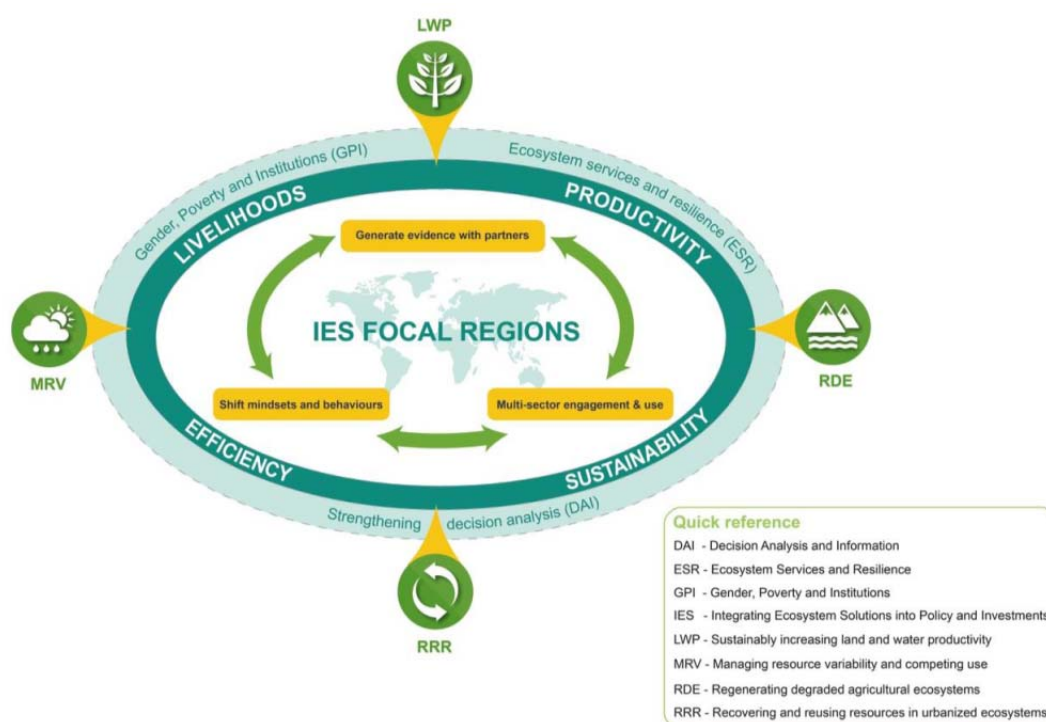 LWP
Gender, Poverty and Institutions (GPI)
Ecosystem services and resilience (ESR)
LIVELIHOODS
PRODUCTIVITY
Generate evidence with partners
IES FOCAL REGIONS
MRV
RDE
Shift mindsets and behaviours
Multi-sector engagement & use
EFFICIENCY
SUSTAINABILITY
Strengthening decision analysis (DAI)
RRR
Quick reference
DAI - Decision Analysis and Information
ESR - Ecosystem Services and Resilience
GPI - Gender, Poverty and Institutions
IES - Integrating Ecosystem Solutions into Policy and Investments
LWP - Sustainably increasing land and water productivity
MRV - Managing resource variability and competing use
RDE - Regenerating degraded agricultural ecosystems
RRR - Recovering and reusing resources in urbanized ecosystems